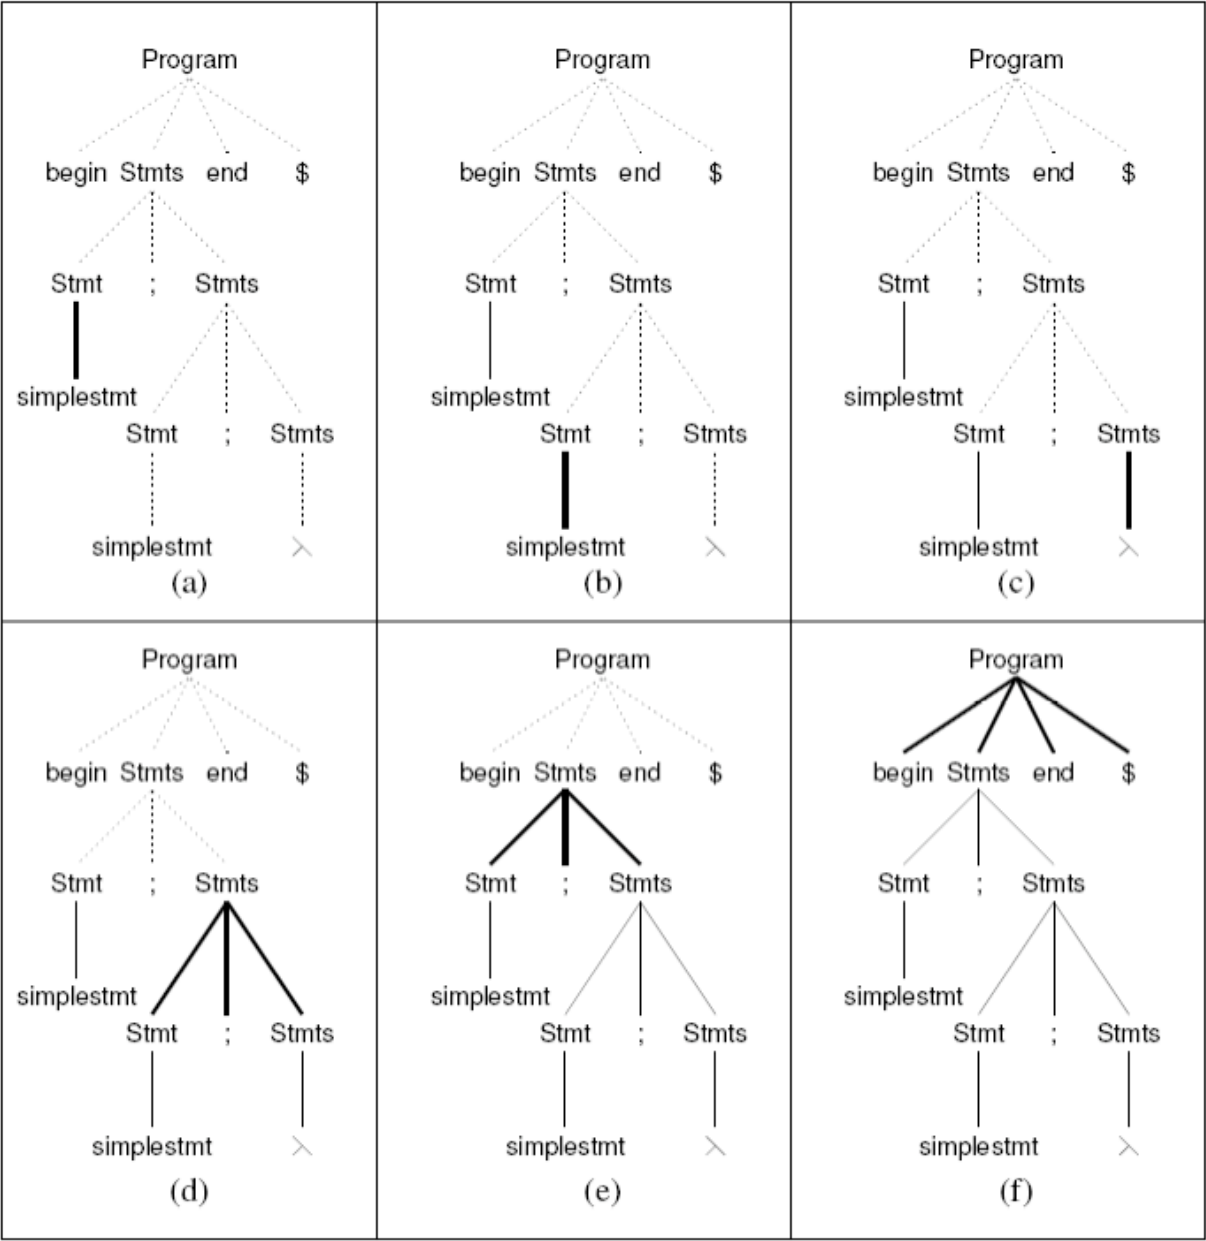 Program
begin Stmts end $
Stmt ; Stmts
simplestmt
Stmt ; Stmts
simplestmt λ
(a)
Program
begin Stmts end $
Stmt ; Stmts
simplestmt
Stmt ; Stmts
simplestmt λ
(b)
Program
begin Stmts end $
Stmt ; Stmts
simplestmt
Stmt ; Stmts
simplestmt λ
(c)
Program
begin Stmts end $
Stmt ; Stmts
simplestmt
Stmt ; Stmts
simplestmt λ
(d)
Program
begin Stmts end $
Stmt ; Stmts
simplestmt
Stmt ; Stmts
simplestmt λ
(e)
Program
begin Stmts end $
Stmt ; Stmts
simplestmt
Stmt ; Stmts
simplestmt λ
(f)